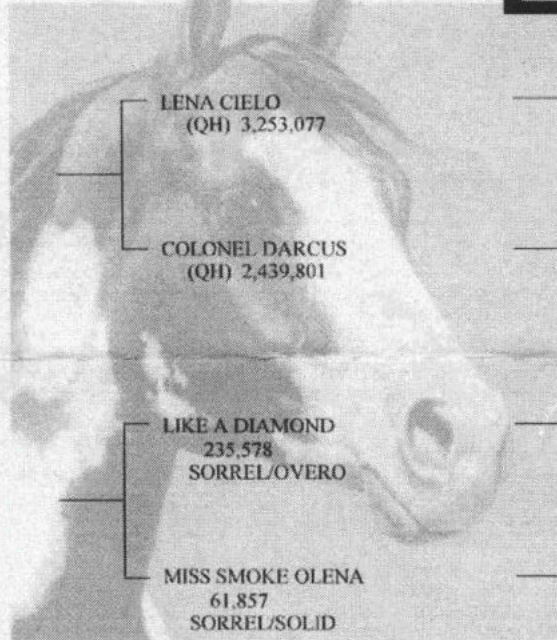 LENA CIELO
(QH) 3,253,077
COLONEL DARCUS
(QH) 2,439,801
LIKE A DIAMOND
235,578
SORREL/OVERO
MISS SMOKE OLENA
61,857
SORREL/SOLID